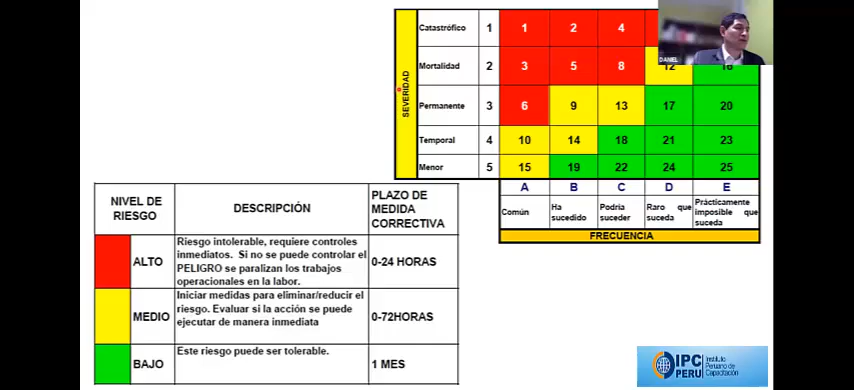 Catastrófico 1 1 2 4
Mortalidad 2 3 5 8 12 16
SEVERIDAD
Permanente 3 6 9 13 17 20
Temporal 4 10 14 18 21 23
Menor 5 15 19 22 24 25
A B C D E
Común
Ha sucedido
Podría suceder
Raro que suceda
Prácticamente imposible que suceda
FRECUENCIA
DANIEL
NIVEL DE RIESGO
DESCRIPCIÓN
PLAZO DE MEDIDA CORRECTIVA
ALTO
Riesgo intolerable, requiere controles
inmediatos. Si no se puede controlar el
PELIGRO se paralizan los trabajos
operacionales en la labor.
0-24 HORAS
MEDIO
Iniciar medidas para eliminar/reducir el
riesgo. Evaluar si la acción se puede
ejecutar de manera inmediata
0-72HORAS
BAJO
Este riesgo puede ser tolerable.
1 MES
IPC
PERU
Instituto
Peruano de
Capacitación